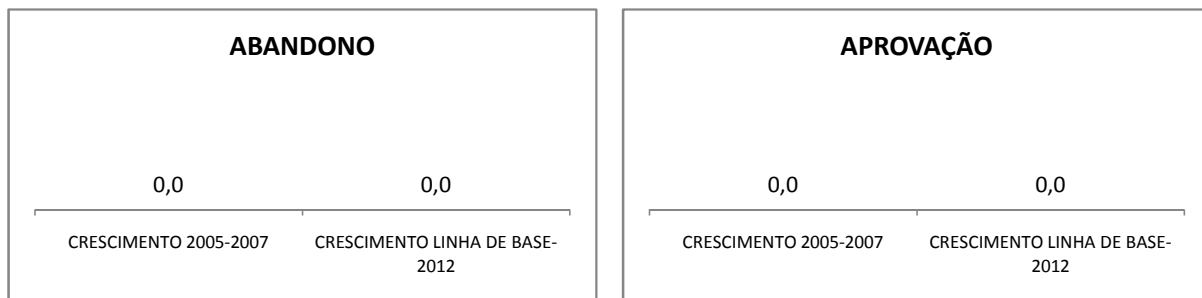 ABANDONO
0,0
0,0
CRESCIMENTO 2005-2007
CRESCIMENTO LINHA DE BASE-
2012
APROVAÇÃO
0,0
0,0
CRESCIMENTO 2005-2007
CRESCIMENTO LINHA DE BASE-
2012